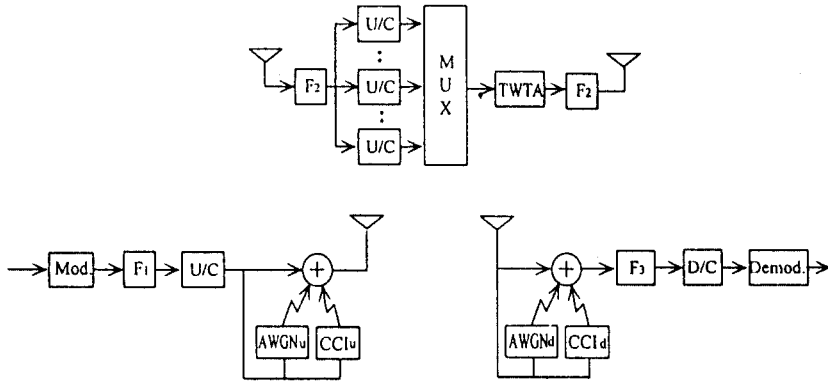 U/C
F2
U/C
U/C
M
U
X
TWTA
F2
Mod.
F1
U/C
+
AWGNu
CCIu
+
F3
D/C
Demod.
AWGNd
CCId